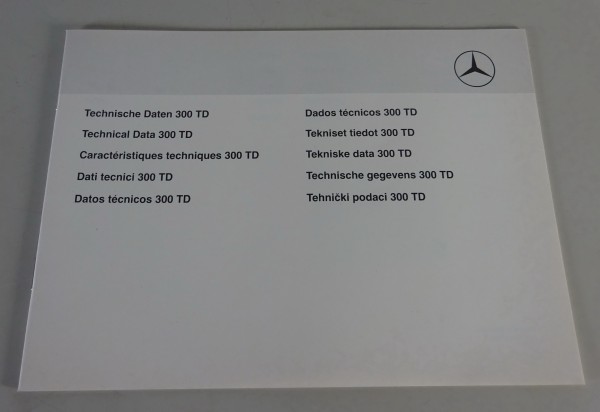 Technische Daten 300 TD
Technical Data 300 TD
Caractéristiques techniques 300 TD
Dati tecnici 300 TD
Datos técnicos 300 TD
Dados técnicos 300 TD
Tekniset tiedot 300 TD
Tekniske data 300 TD
Technische gegevens 300 TD
Tehnički podaci 300 TD